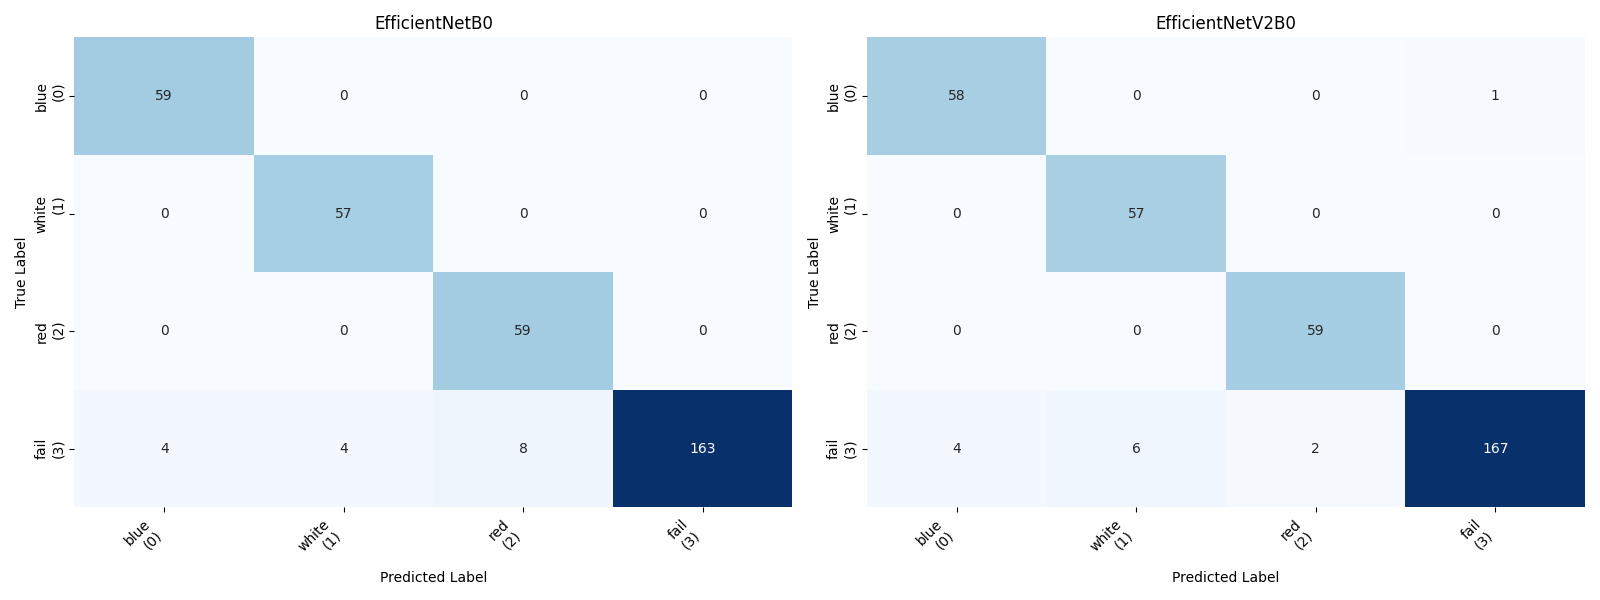 EfficientNetB0
True Label
blue
(0)
59 0 0 0
white
(1)
0 57 0 0
red
(2)
0 0 59 0
fail
(3)
4 4 8 163
blue
(0)
white
(1)
red
(2)
fail
(3)
Predicted Label
EfficientNetV2B0
True Label
blue
(0)
58 0 0 1
white
(1)
0 57 0 0
red
(2)
0 0 59 0
fail
(3)
4 6 2 167
blue
(0)
white
(1)
red
(2)
fail
(3)
Predicted Label